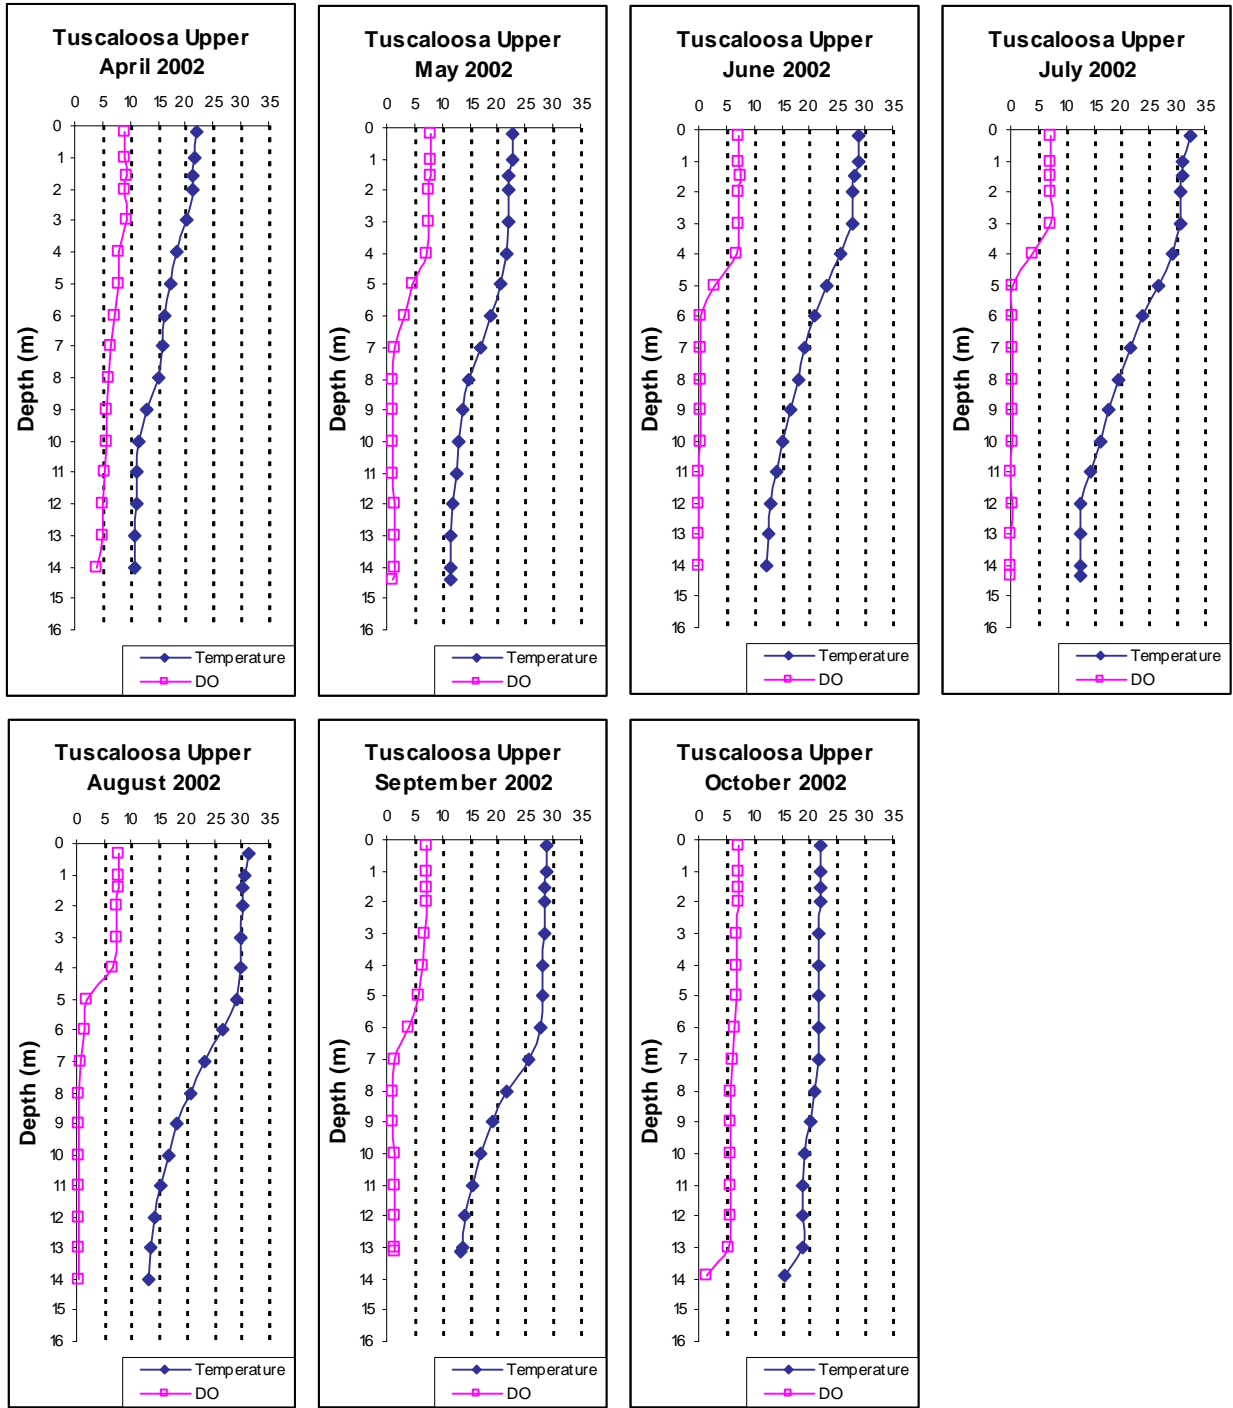 Tuscaloosa Upper
April 2002
0 5 10 15 20 25 30 35
0
1
2
3
4
5
6
7
8
9
10
11
12
13
14
15
16
Depth (m)
Temperature
DO
Tuscaloosa Upper
May 2002
0 5 10 15 20 25 30 35
0
1
2
3
4
5
6
7
8
9
10
11
12
13
14
15
16
Depth (m)
Temperature
DO
Tuscaloosa Upper
June 2002
0 5 10 15 20 25 30 35
0
1
2
3
4
5
6
7
8
9
10
11
12
13
14
15
16
Depth (m)
Temperature
DO
Tuscaloosa Upper
July 2002
0 5 10 15 20 25 30 35
0
1
2
3
4
5
6
7
8
9
10
11
12
13
14
15
16
Depth (m)
Temperature
DO
Tuscaloosa Upper
August 2002
0 5 10 15 20 25 30 35
0
1
2
3
4
5
6
7
8
9
10
11
12
13
14
15
16
Depth (m)
Temperature
DO
Tuscaloosa Upper
September 2002
0 5 10 15 20 25 30 35
0
1
2
3
4
5
6
7
8
9
10
11
12
13
14
15
16
Depth (m)
Temperature
DO
Tuscaloosa Upper
October 2002
0 5 10 15 20 25 30 35
0
1
2
3
4
5
6
7
8
9
10
11
12
13
14
15
16
Depth (m)
Temperature
DO